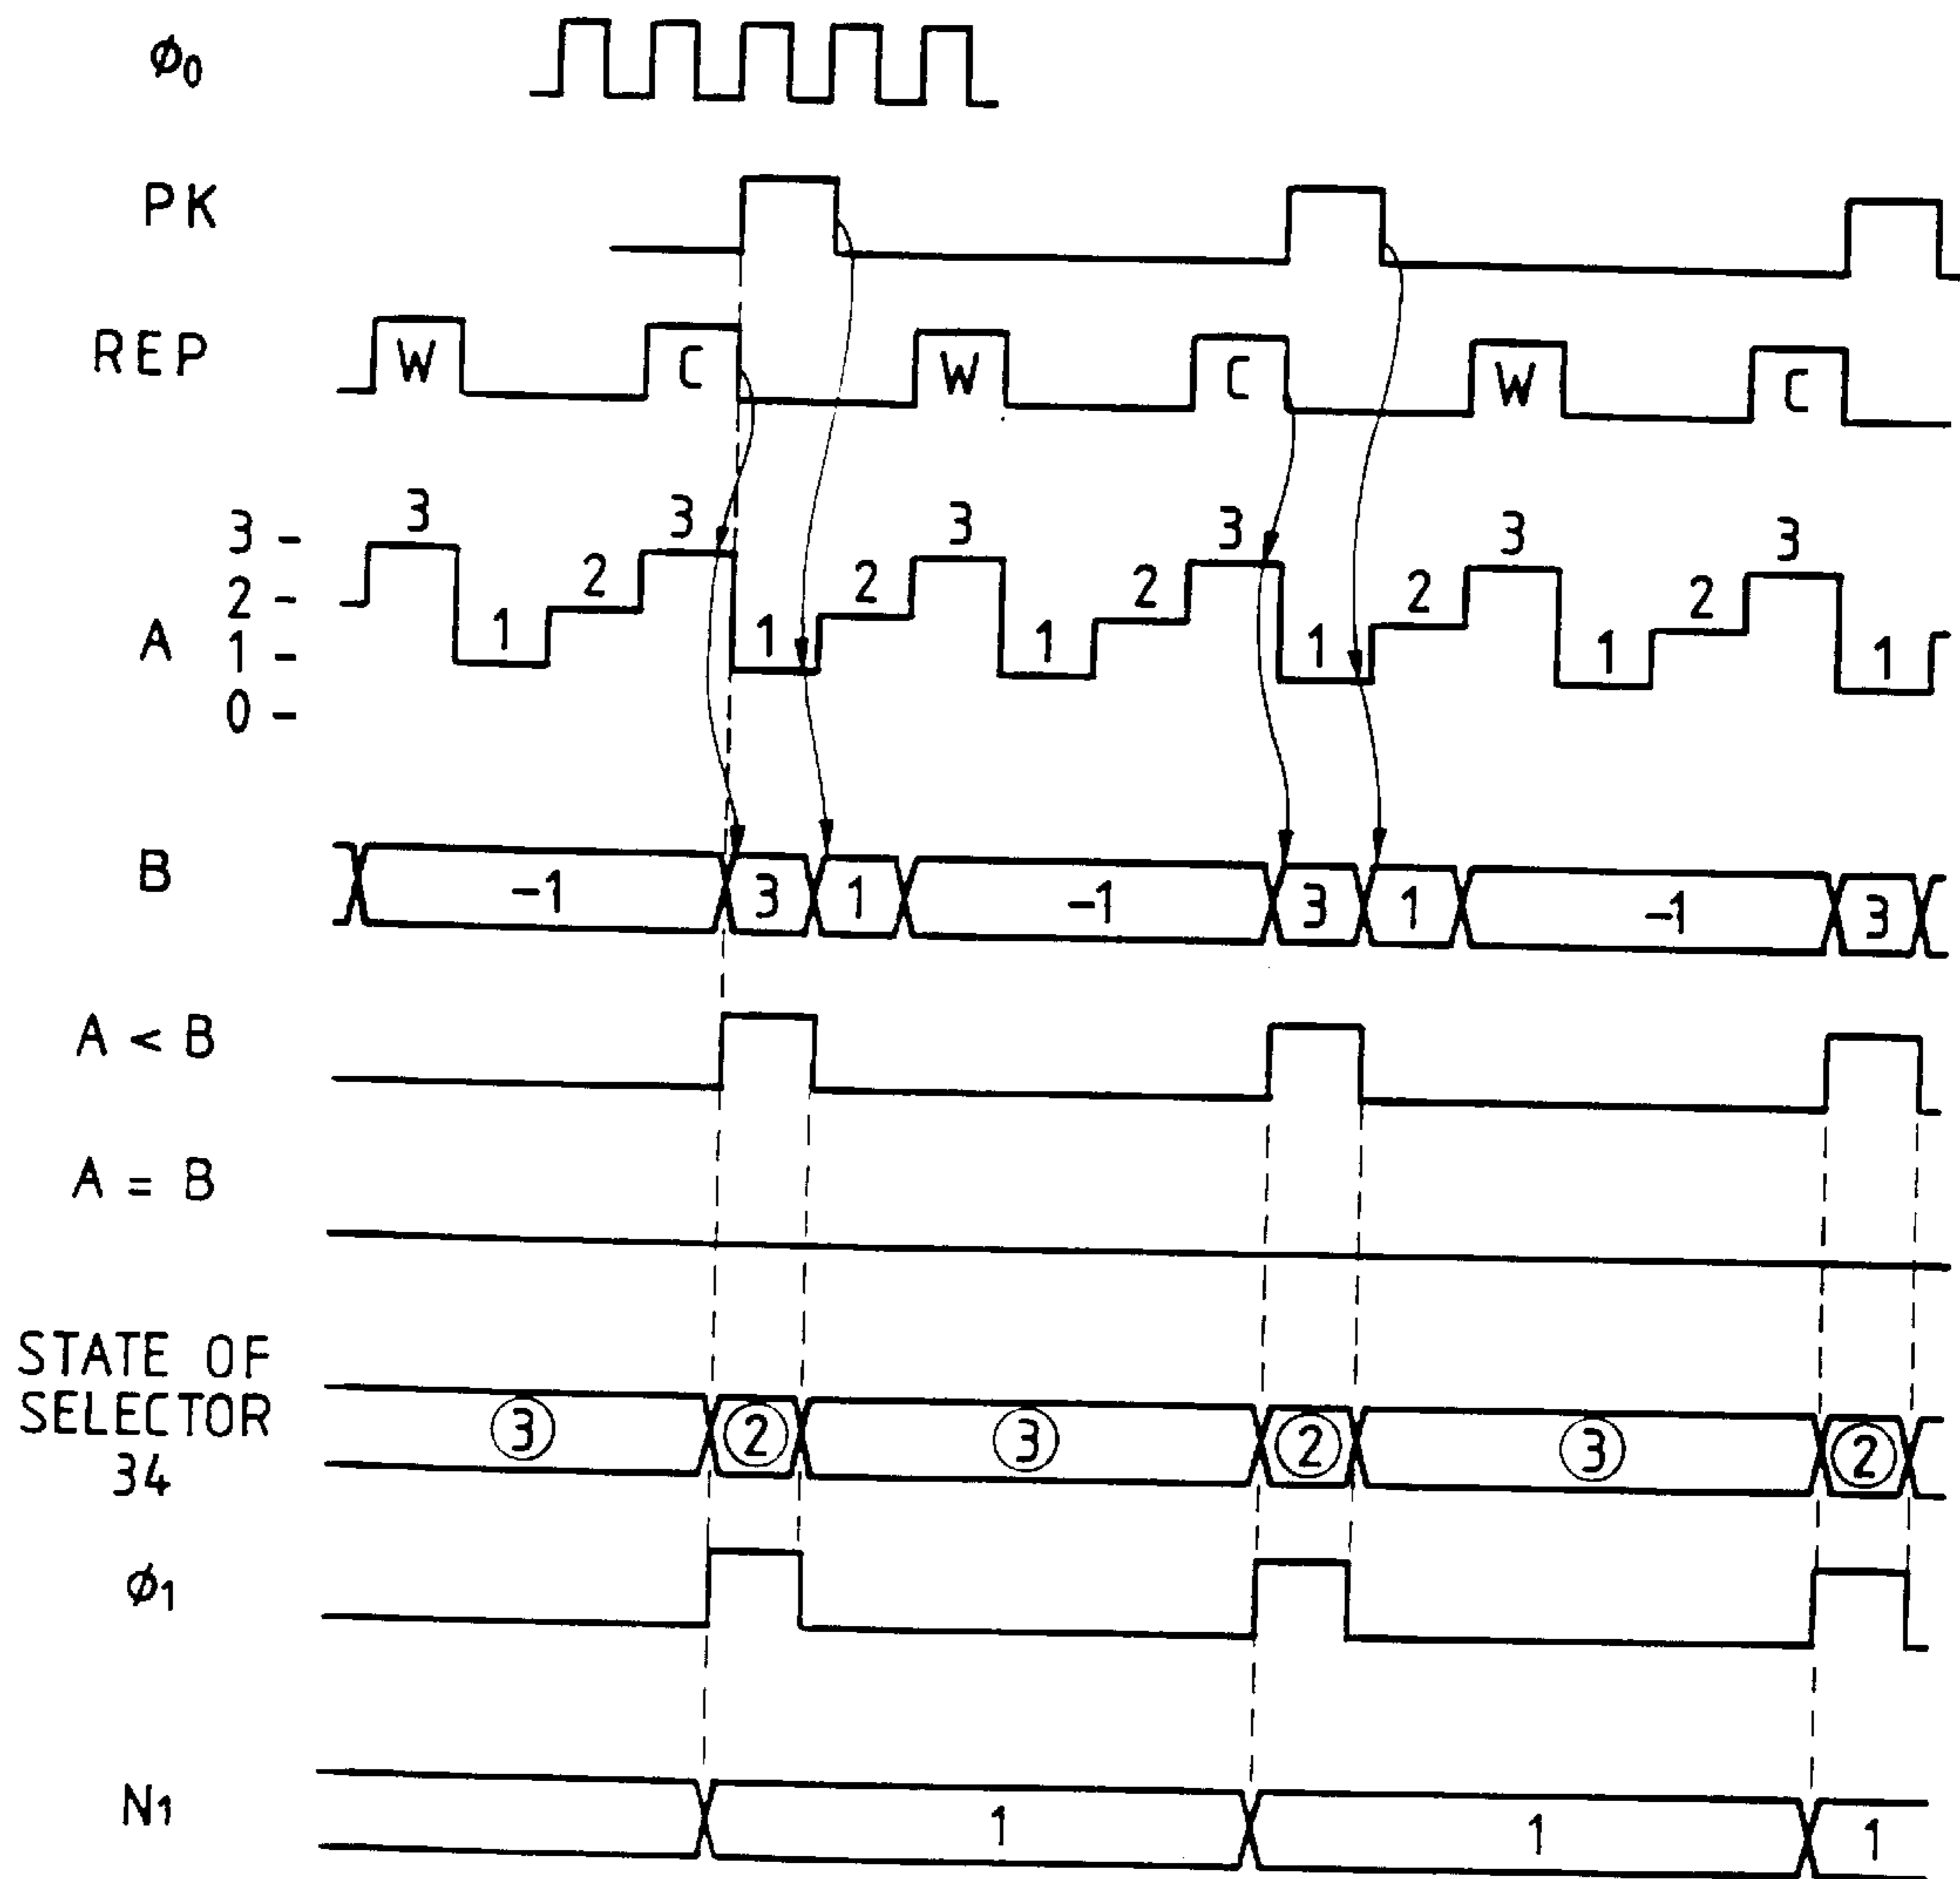 ϕ0
PK
REP W C W C W C
3 - 3 3 3 3 3 3
2 - 2 2 2 2 2
A 1 - 1 1 1 1 1 1
0 -
B -1 3 1 -1 3 1 -1 3
A < B
A = B
STATE OF
SELECTOR
34
③ ② ③ ② ③ ②
ϕ1
N1 1 1 1